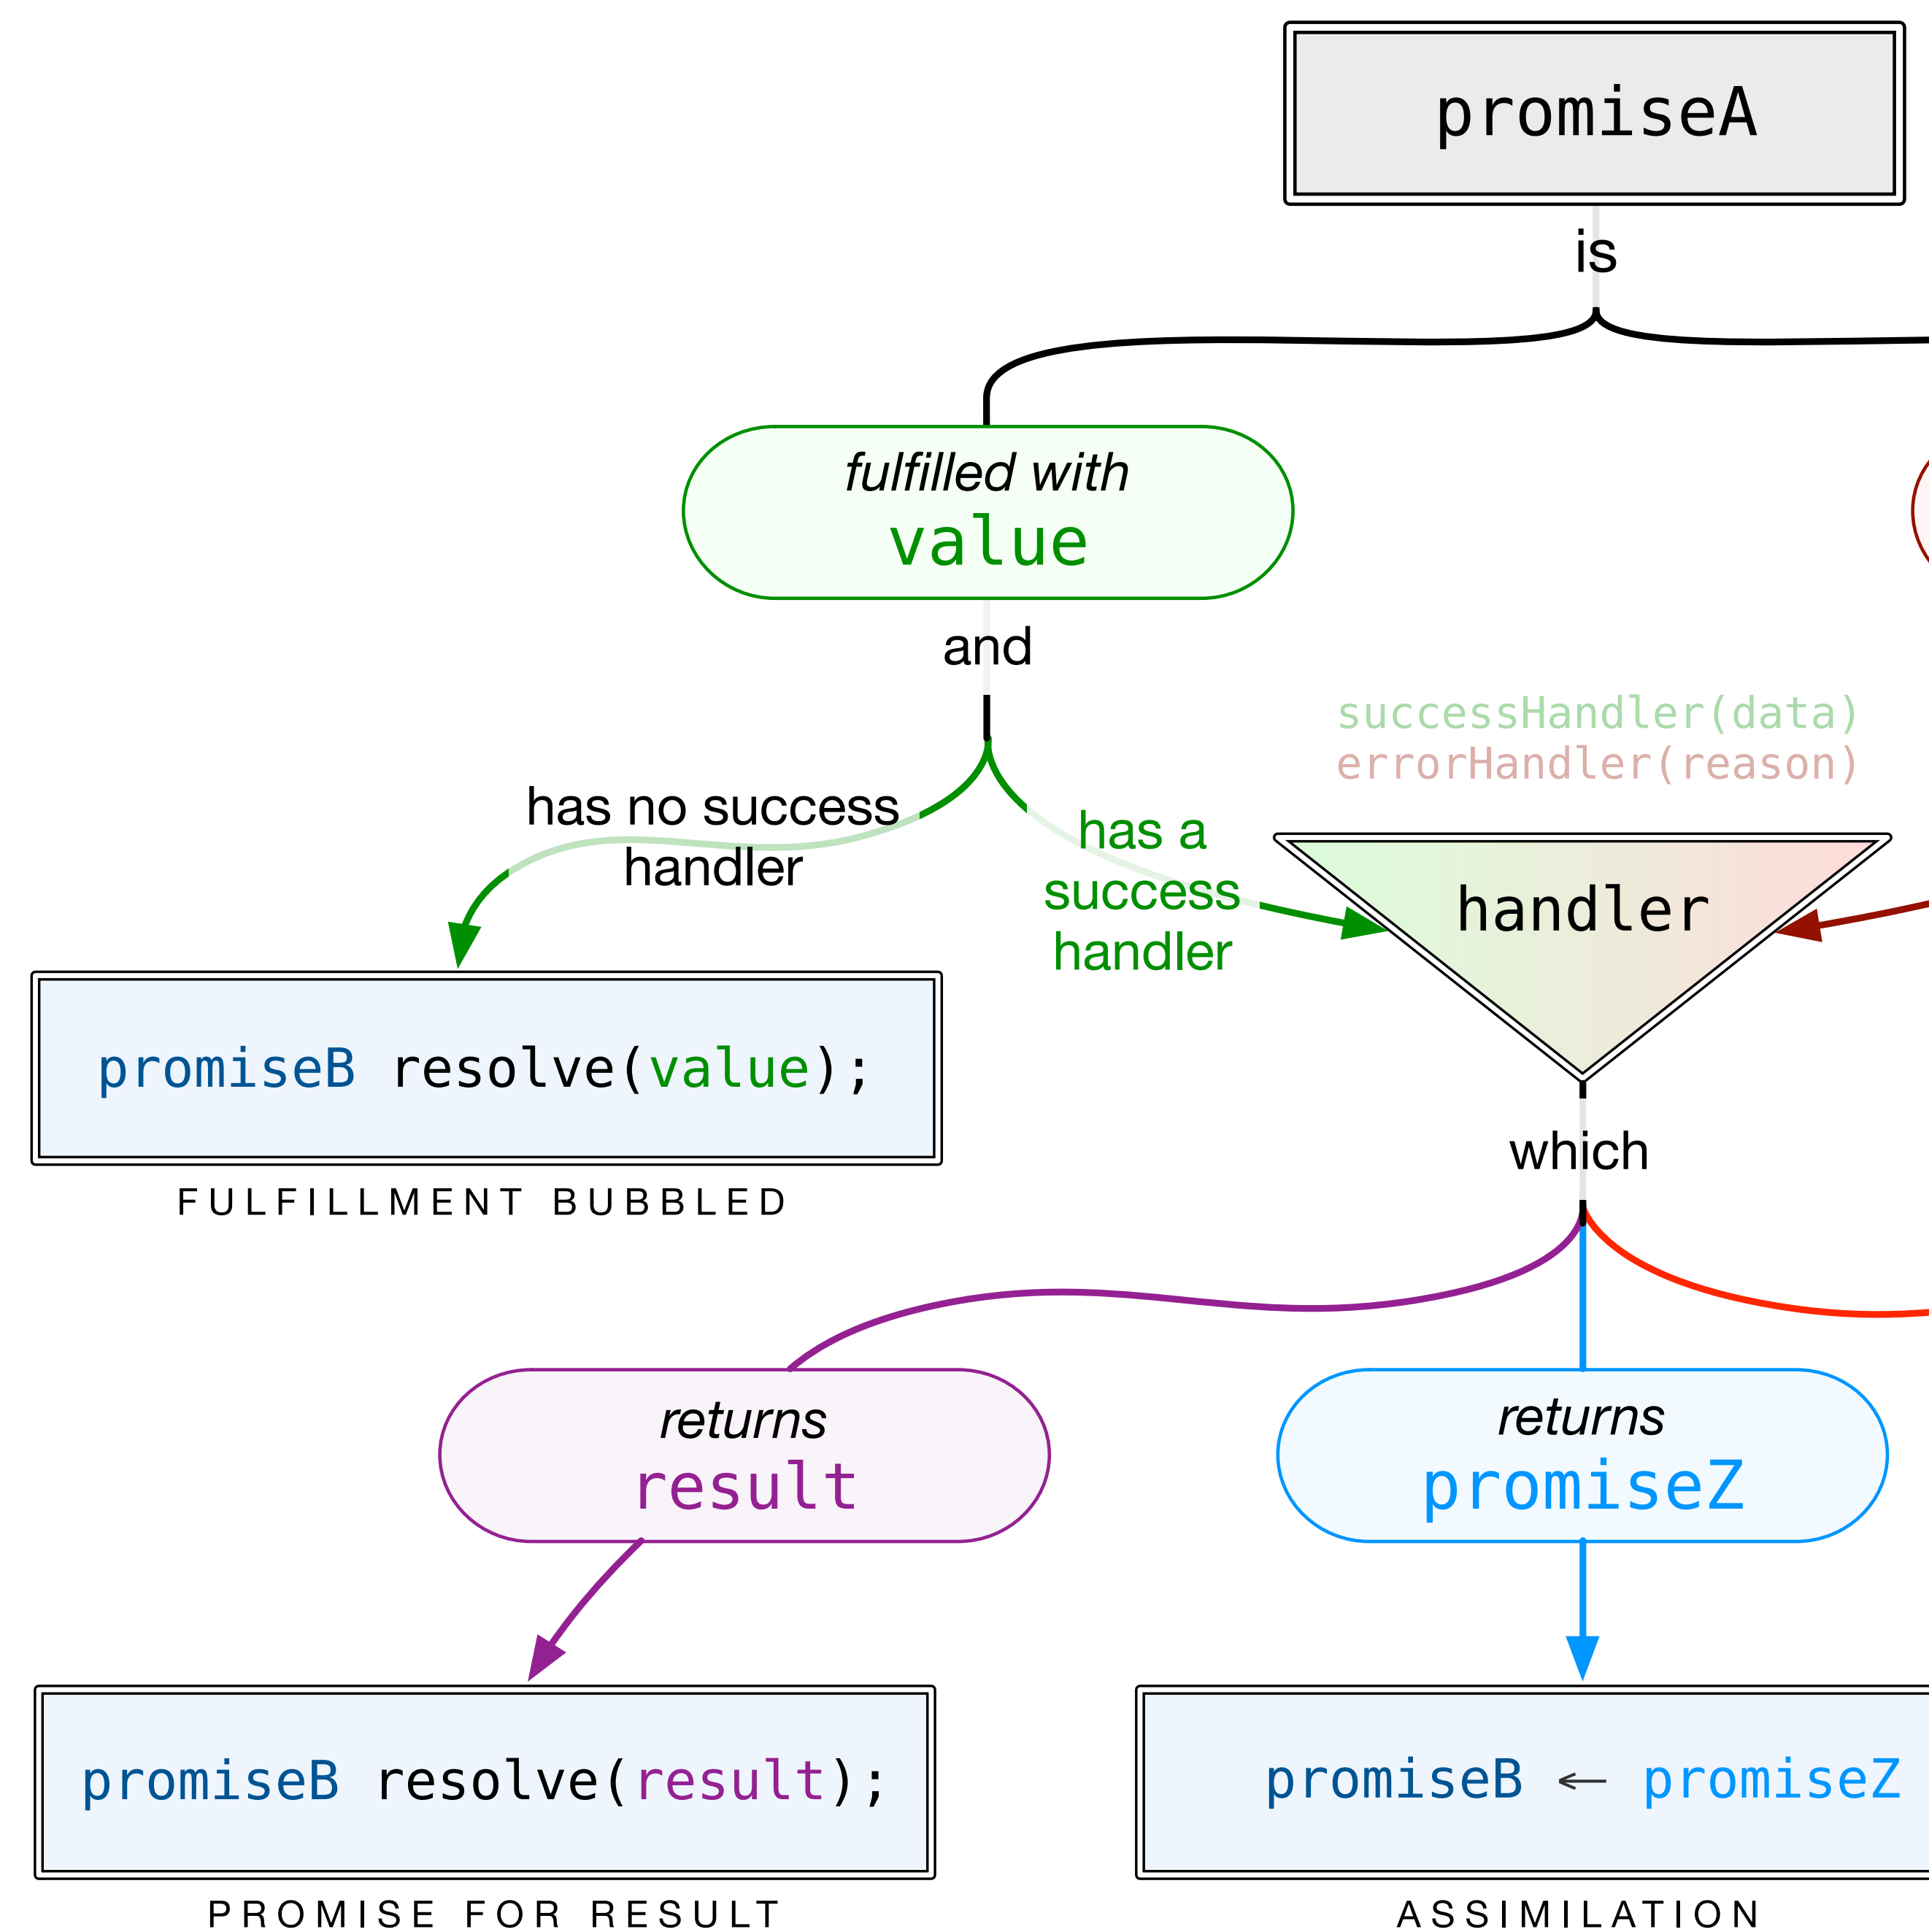 promiseA
is
fulfilled with
value
and
successHandler(data)
errorHandler(reason)
has no success
handler
has a
success
handler
handler
promiseB resolve(value);
FULFILLMENT BUBBLED
which
returns
result
returns
promiseZ
promiseB resolve(result);
PROMISE FOR RESULT
promiseB ← promiseZ
ASSIMILATION